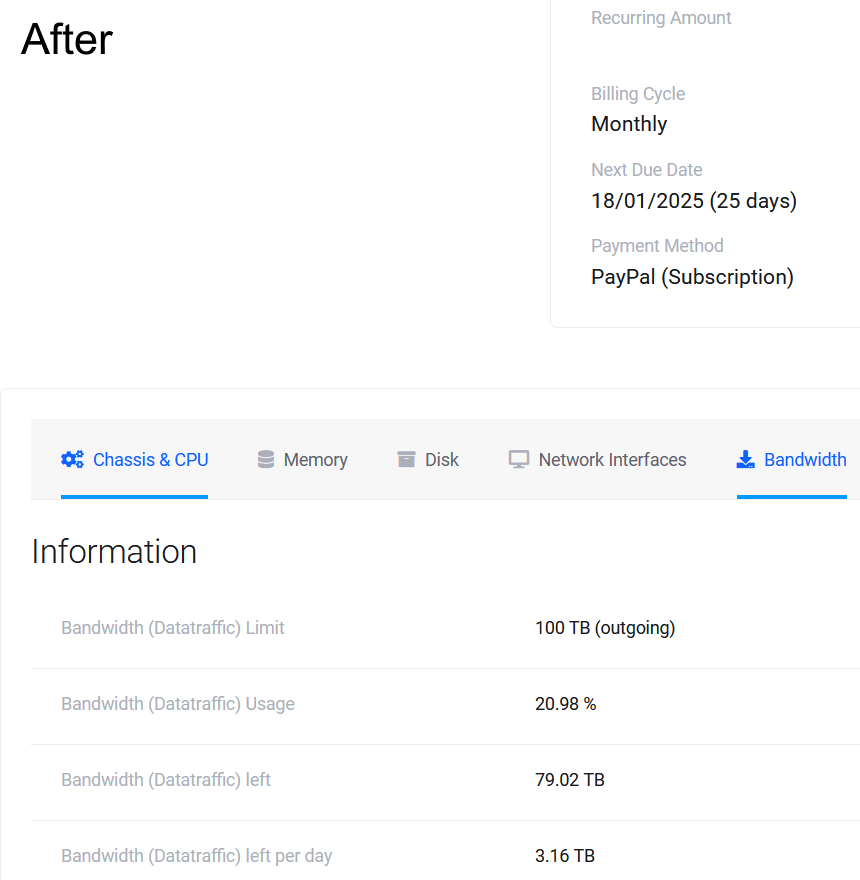 After
Recurring Amount
Billing Cycle
Monthly
Next Due Date
18/01/2025 (25 days)
Payment Method
PayPal (Subscription)
Chassis & CPU
Memory
Disk
Network Interfaces
Bandwidth
Information
Bandwidth (Datatraffic) Limit
100 TB (outgoing)
Bandwidth (Datatraffic) Usage
20.98 %
Bandwidth (Datatraffic) left
79.02 TB
Bandwidth (Datatraffic) left per day
3.16 TB